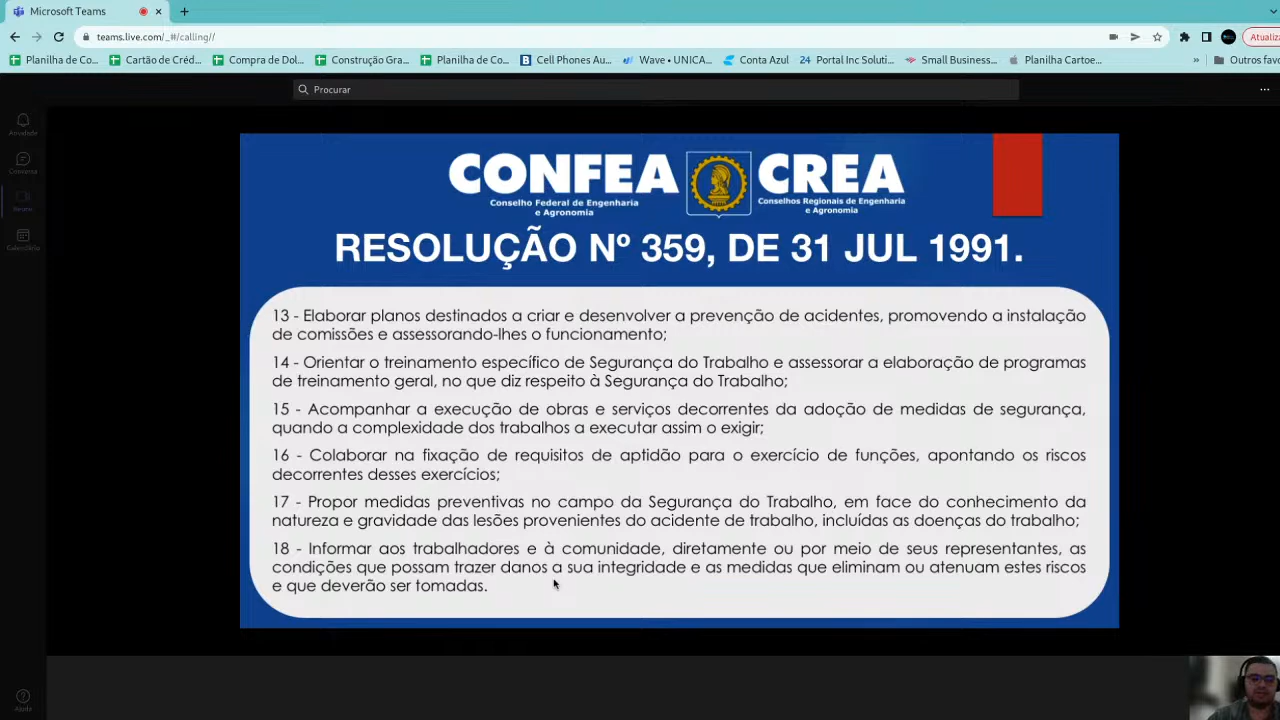 Microsoft Teams
teams.live.com/_#/calling//
Atualiza
Planilha de Co...
Cartão de Créd...
Compra de Dol...
Construção Gra...
Planilha de Co...
Cell Phones Au...
Wave • UNICA...
Conta Azul
24 Portal Inc Soluti...
Small Business...
Planilha Cartoe...
»
Outros favo
Procurar
Atividade
Ajuda
CONFEA
Conselho Federal de Engenharia
e Agronomia
CREA
Conselhos Regionais de Engenharia
e Agronomia
RESOLUÇÃO Nº 359, DE 31 JUL 1991.
13 - Elaborar planos destinados a criar e desenvolver a prevenção de acidentes, promovendo a instalação
de comissões e assessorando-lhes o funcionamento;
14 - Orientar o treinamento específico de Segurança do Trabalho e assessorar a elaboração de programas
de treinamento geral, no que diz respeito à Segurança do Trabalho;
15 - Acompanhar a execução de obras e serviços decorrentes da adoção de medidas de segurança,
quando a complexidade dos trabalhos a executar assim o exigir;
16 - Colaborar na fixação de requisitos de aptidão para o exercício de funções, apontando os riscos
decorrentes desses exercícios;
17 - Propor medidas preventivas no campo da Segurança do Trabalho, em face do conhecimento da
natureza e gravidade das lesões provenientes do acidente de trabalho, incluídas as doenças do trabalho;
18 - Informar aos trabalhadores e à comunidade, diretamente ou por meio de seus representantes, as
condições que possam trazer danos a sua integridade e as medidas que eliminam ou atenuam estes riscos
e que deverão ser tomadas.